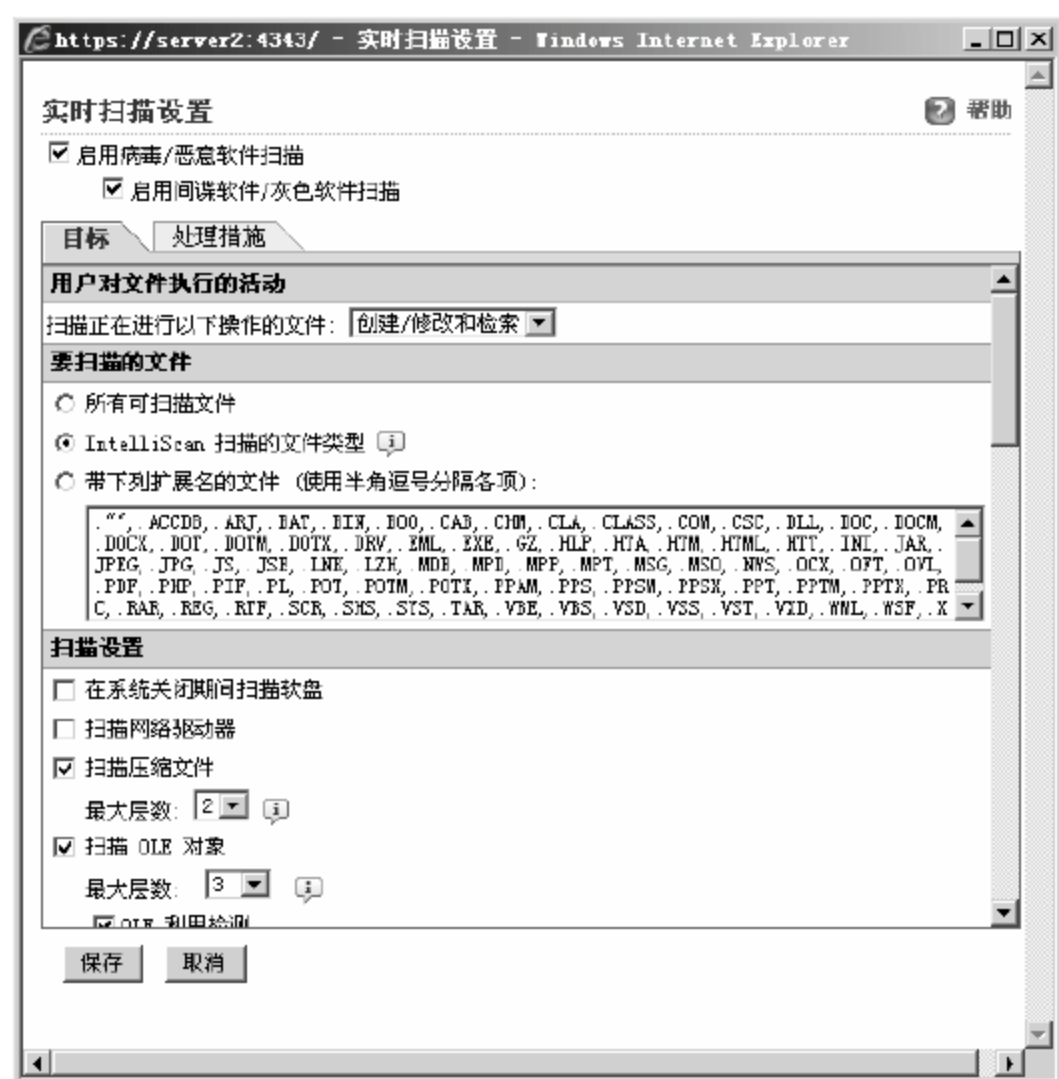 https://server2:4343/ - 实时扫描设置 - Windows Internet Explorer
实时扫描设置
帮助
启用病毒/恶意软件扫描
启用间谍软件/灰色软件扫描
目标
处理措施
用户对文件执行的活动
扫描正在进行以下操作的文件: 创建/修改和检索
要扫描的文件
所有可扫描文件
IntelliScan 扫描的文件类型
带下列扩展名的文件 (使用半角逗号分隔各项):
.“”, .ACCDB, .ARJ, .BAT, .BIN, .BOO, .CAB, .CHM, .CLA, .CLASS, .COM, .CSC, .DLL, .DOC, .DOCM,
.DOCX, .DOT, .DOTM, .DOTX, .DRV, .EML, .EXE, .GZ, .HLP, .HTA, .HTM, .HTML, .HTT, .INI, .JAR, .
JPEG, .JPG, .JS, .JSE, .LNK, .LZH, .MDB, .MPD, .MPP, .MPT, .MSG, .MSO, .NWS, .OCX, .OFT, .OVL,
.PDF, .PHP, .PIF, .PL, .POT, .POTM, .POTX, .PPAM, .PPS, .PPSM, .PPSX, .PPT, .PPTM, .PPTX, .PR
C, .RAR, .REG, .RTF, .SCR, .SHS, .SYS, .TAR, .VBE, .VBS, .VSD, .VSS, .VST, .VXD, .WML, .WSF, .X
扫描设置
在系统关闭期间扫描软盘
扫描网络驱动器
扫描压缩文件
最大层数: 2
扫描 OLE 对象
最大层数: 3
OLE 利用检测
保存
取消